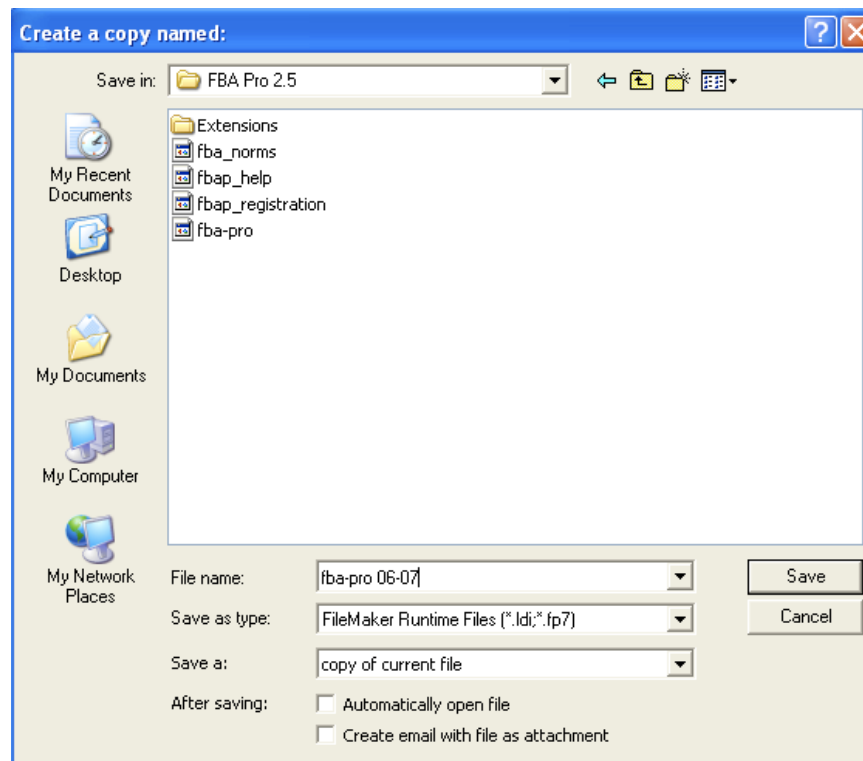 Create a copy named:
Save in: FBA Pro 2.5
Extensions
fba_norms
fbap_help
fbap_registration
fba-pro
My Recent
Documents
Desktop
My Documents
My Computer
My Network
Places
File name: fba-pro 06-07 Save
Save as type: FileMaker Runtime Files (*.ldi;*.fp7) Cancel
Save a: copy of current file
After saving: Automatically open file
Create email with file as attachment